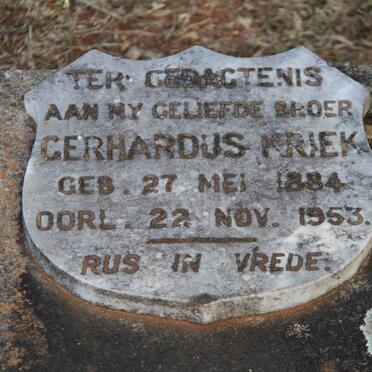 TER GEDAGTENIS
AAN MY GELIEFDE BROER
GERHARDUS KRIEK
GEB. 27 MEI 1884
OORL. 22 NOV. 1953.
RUS IN VREDE.